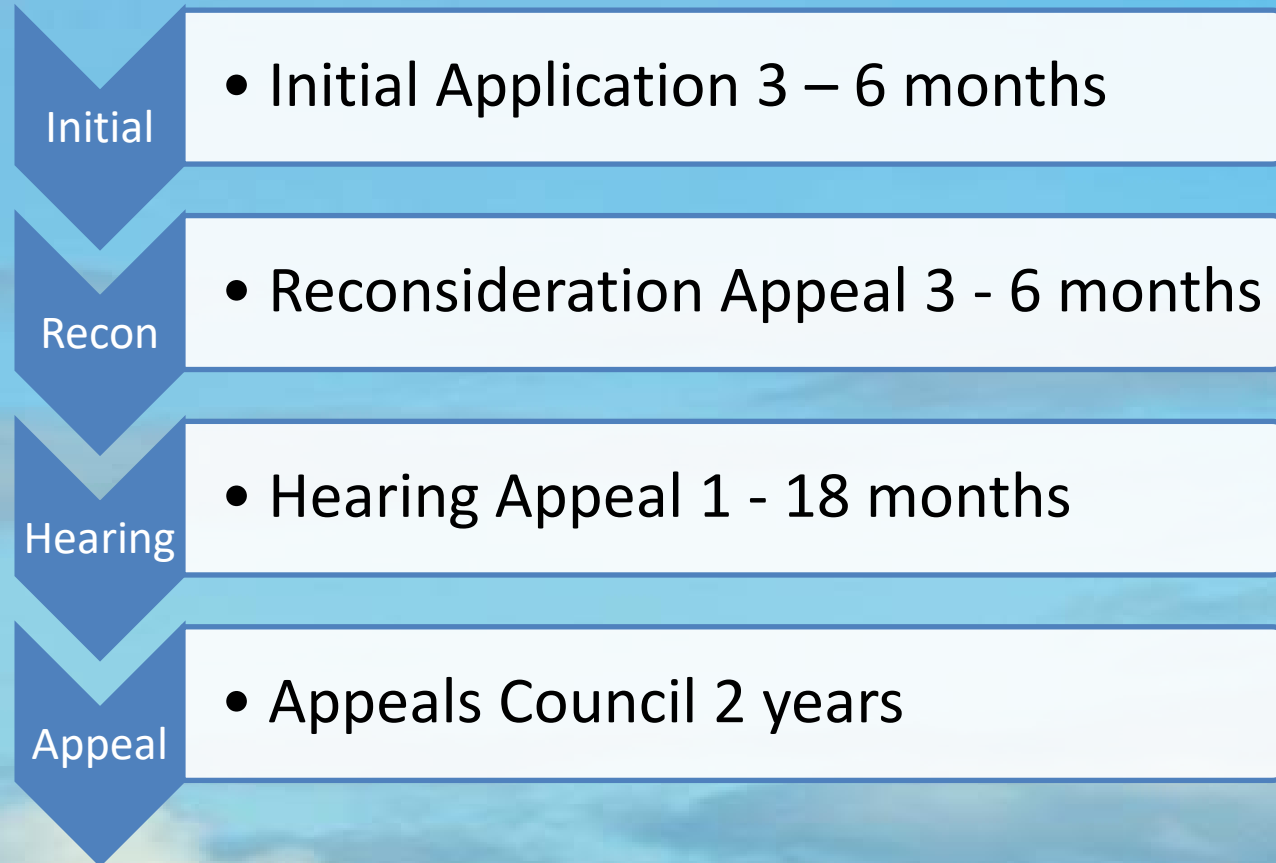 Initial
• Initial Application 3 – 6 months
Recon
• Reconsideration Appeal 3 - 6 months
Hearing
• Hearing Appeal 1 - 18 months
Appeal
• Appeals Council 2 years